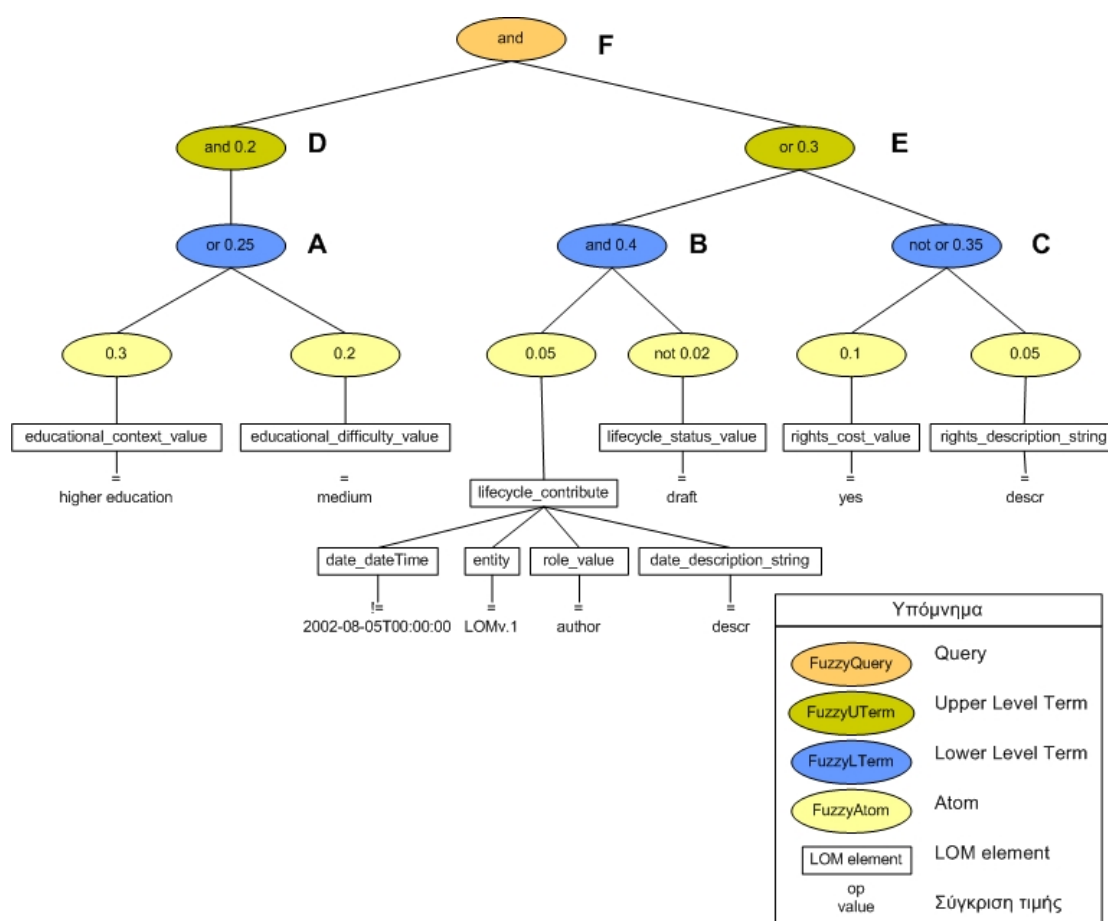 and
F
and 0.2
D
or 0.3
E
or 0.25
A
and 0.4
B
not or 0.35
C
0.3
0.2
0.05
not 0.02
0.1
0.05
educational_context_value
educational_difficulty_value
lifecycle_status_value
rights_cost_value
rights_description_string
=
higher education
=
medium
=
draft
=
yes
=
descr
lifecycle_contribute
date_dateTime
entity
role_value
date_description_string
!=
2002-08-05T00:00:00
=
LOMv.1
=
author
=
descr
Υπόμνημα
FuzzyQuery
Query
FuzzyUTerm
Upper Level Term
FuzzyLTerm
Lower Level Term
FuzzyAtom
Atom
LOM element
LOM element
op
value
Σύγκριση τιμής